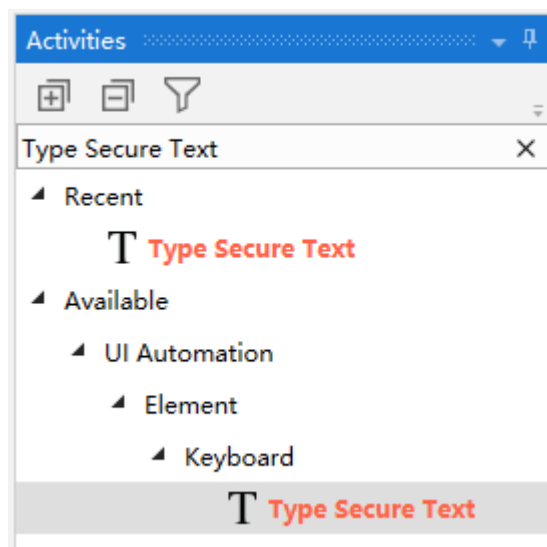 Activities
Type Secure Text
Recent
T Type Secure Text
Available
UI Automation
Element
Keyboard
T Type Secure Text